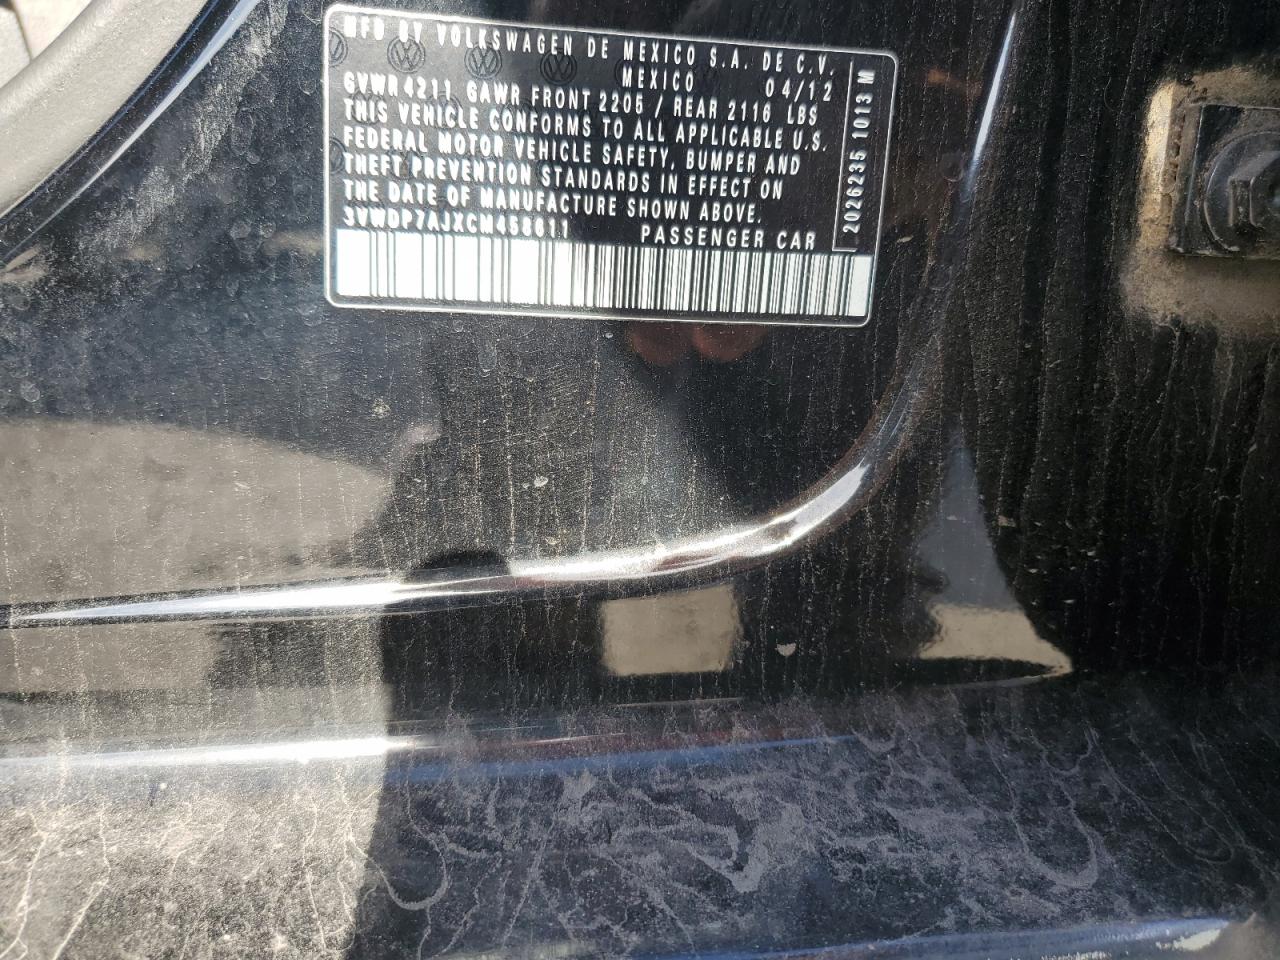 MFD BY VOLKSWAGEN DE MEXICO S.A. DE C.V.
MEXICO 04/12
GVWR 4211 GAWR FRONT 2205 / REAR 2116 LBS
THIS VEHICLE CONFORMS TO ALL APPLICABLE U.S.
FEDERAL MOTOR VEHICLE SAFETY, BUMPER AND
THEFT PREVENTION STANDARDS IN EFFECT ON
THE DATE OF MANUFACTURE SHOWN ABOVE.
3VWDP7AJXCM458611 PASSENGER CAR
2026235 1013 M